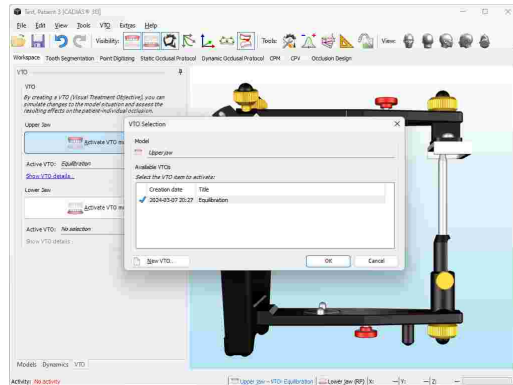 Test, Patient 3 [CADIAS® 3D]
File Edit View Tools VTO Extras Help
Visibility: Tools: View:
Workspace Tooth Segmentation Point Digitizing Static Occlusal Protocol Dynamic Occlusal Protocol CPM CPV Occlusion Design
VTO
VTO
By creating a VTO (Visual Treatment Objective), you can
simulate changes to the model situation and assess the
resulting effects on the patient-individual occlusion.
Upper Jaw
Activate VTO
Active VTO: Equilibration
Show VTO details...
Lower Jaw
Activate VTO
Active VTO: No selection
Show VTO details...
VTO Selection
Model
Upper jaw
Available VTOs
Select the VTO item to activate:
Creation date Title
2024-03-07 20:27 Equilibration
New VTO... OK Cancel
Models Dynamics VTO
Activity: No activity Upper jaw - VTO: Equilibration Lower jaw (RP) X: — Y: — Z: —